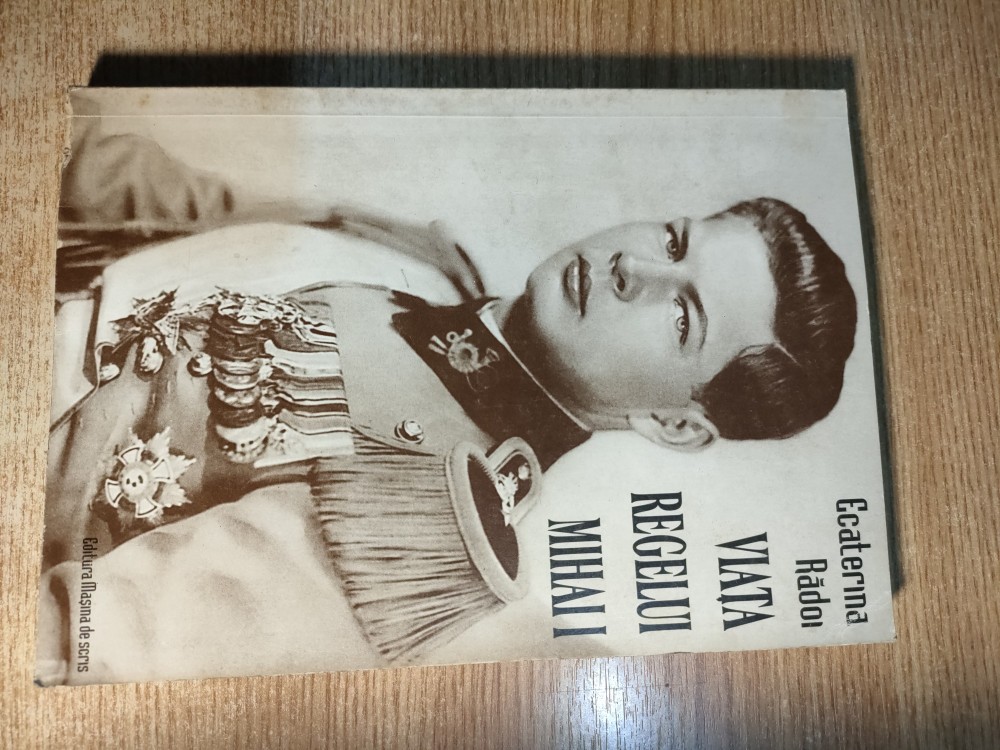 Ecaterina
Rădoi
VIAȚA
REGELUI
MIHAI I
Editura Mașina de scris